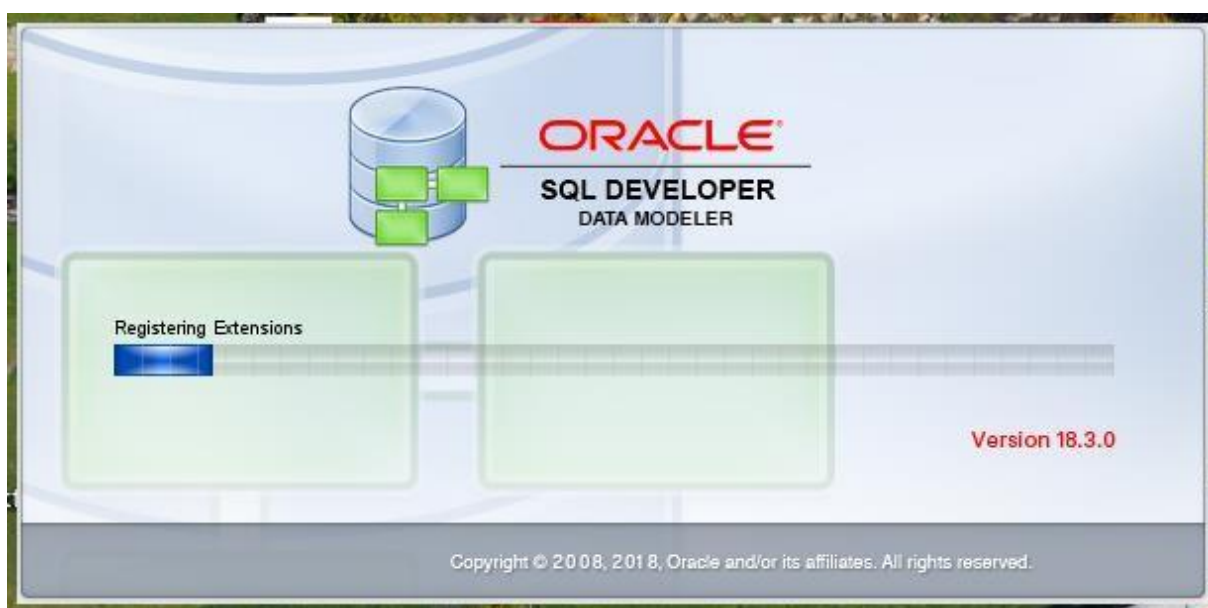 ORACLE
SQL DEVELOPER
DATA MODELER
Registering Extensions
Version 18.3.0
Copyright © 2008, 2018, Oracle and/or its affiliates. All rights reserved.